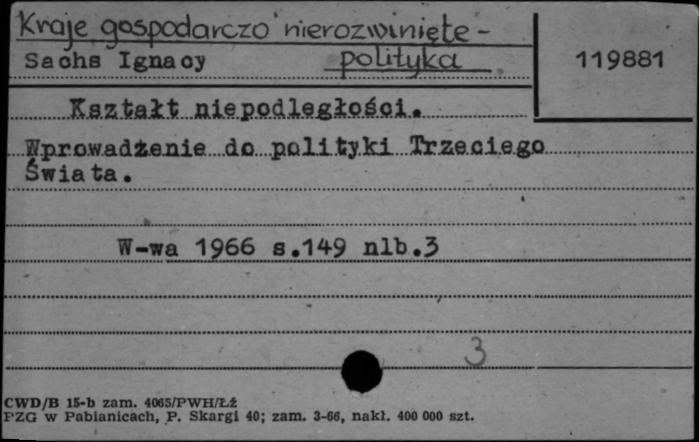 Kraje gospodarczo nierozwinięte -
polityka
Sachs Ignacy
119881
Kształt niepodległości.
Wprowadzenie do polityki Trzeciego
Świata.
W-wa 1966 s.149 nlb.3
3
CWD/B 15-b zam. 4065/PWH/Łż
PZG w Pabianicach, P. Skargi 40; zam. 3-66, nakł. 400 000 szt.